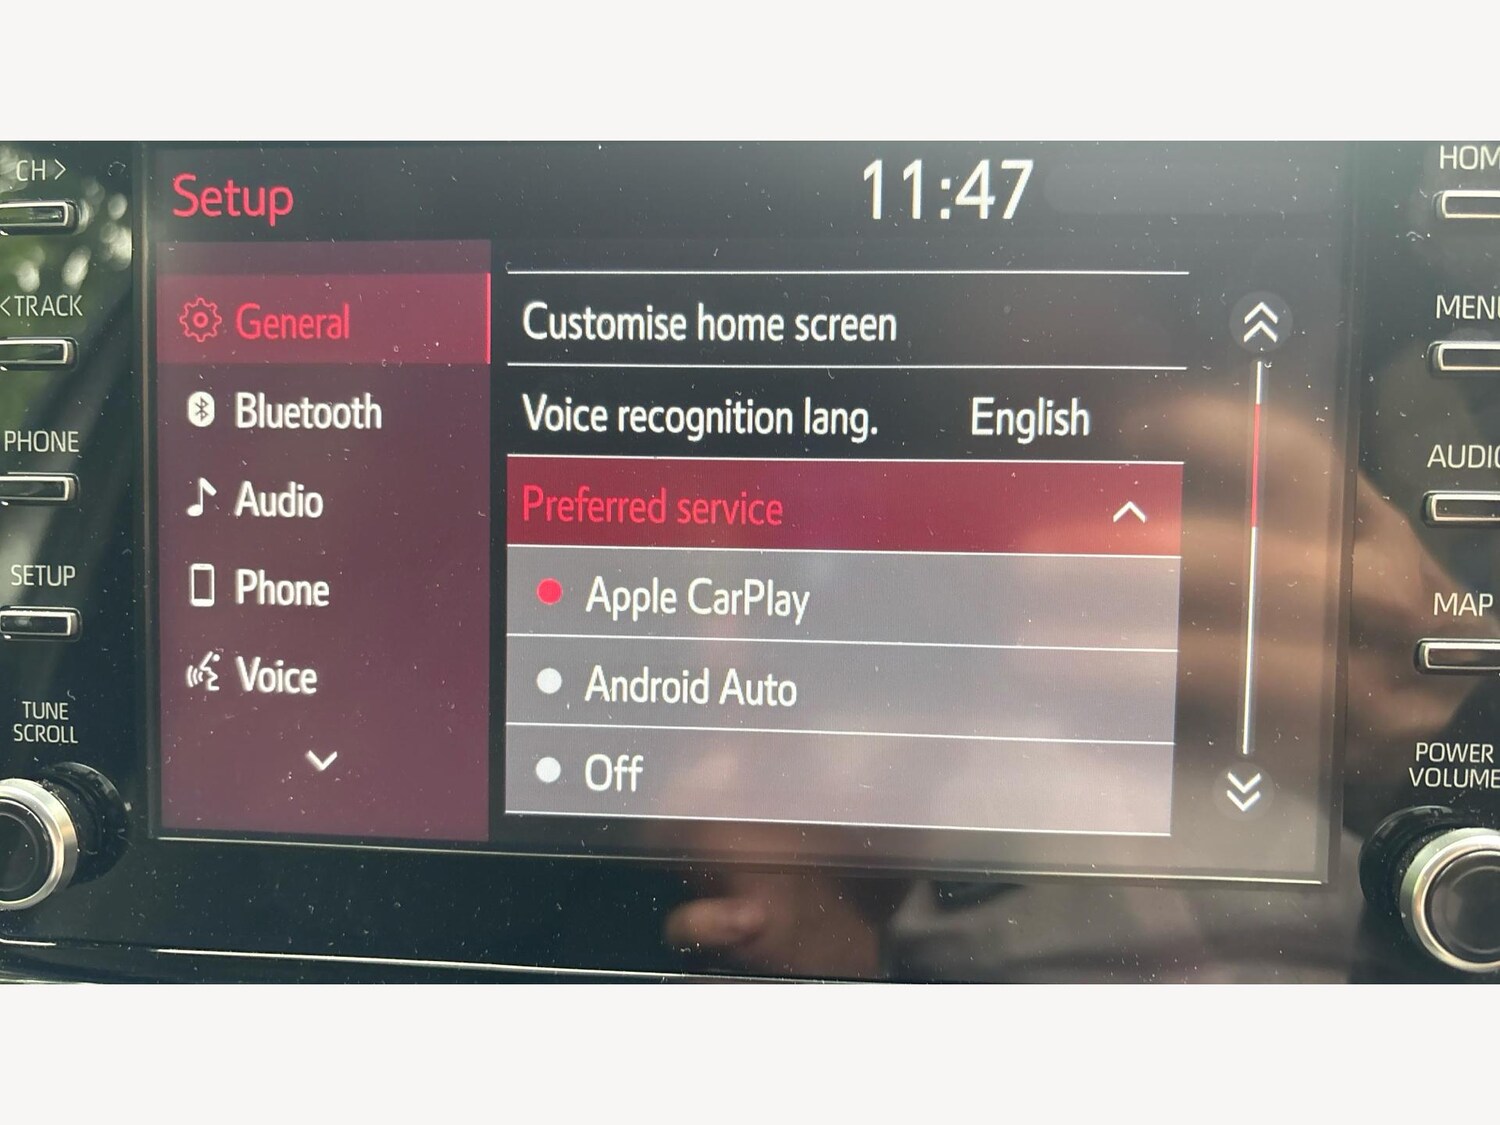 CH>
<TRACK
PHONE
SETUP
TUNE
SCROLL
Setup
11:47
General
Bluetooth
Audio
Phone
Voice
Customise home screen
Voice recognition lang. English
Preferred service
Apple CarPlay
Android Auto
Off
HOM
MENU
AUDIO
MAP
POWER
VOLUME